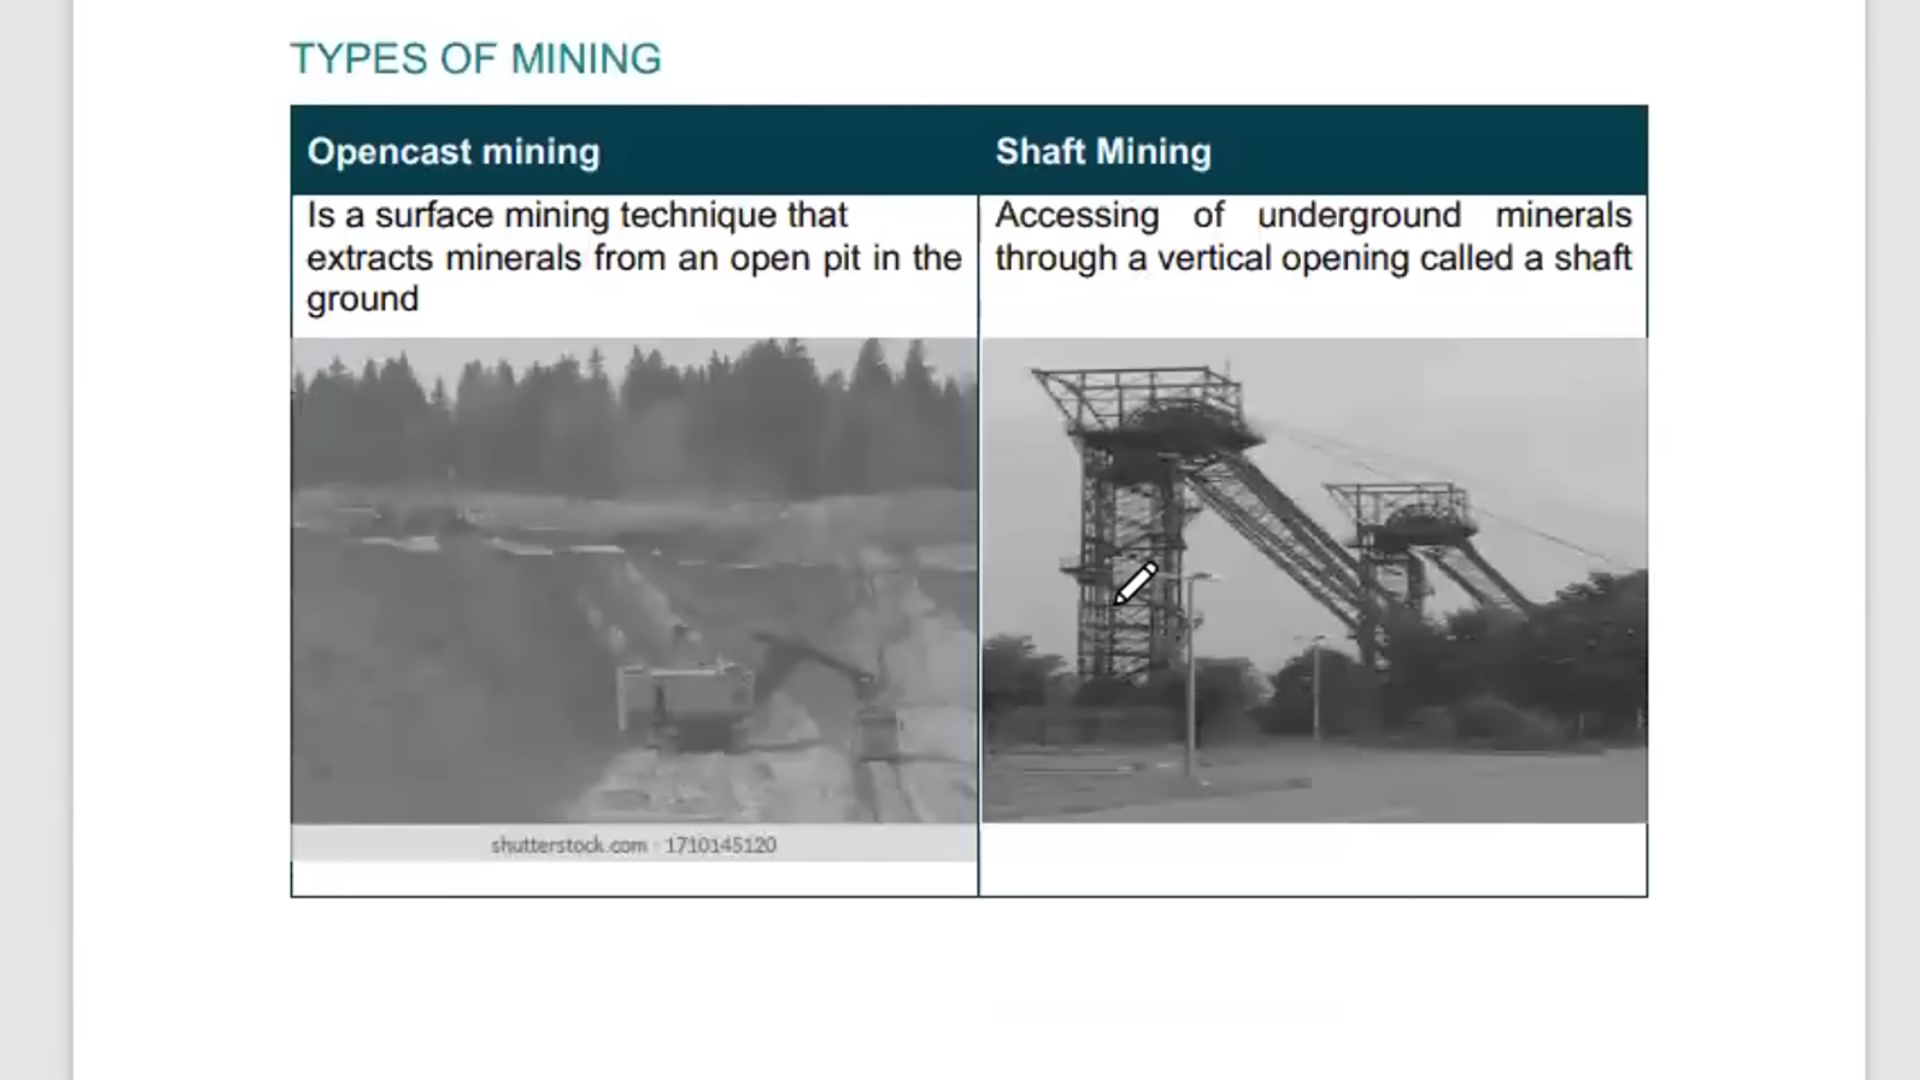 TYPES OF MINING
Opencast mining
Is a surface mining technique that
extracts minerals from an open pit in the
ground
shutterstock.com · 1710145120
Shaft Mining
Accessing of underground minerals
through a vertical opening called a shaft